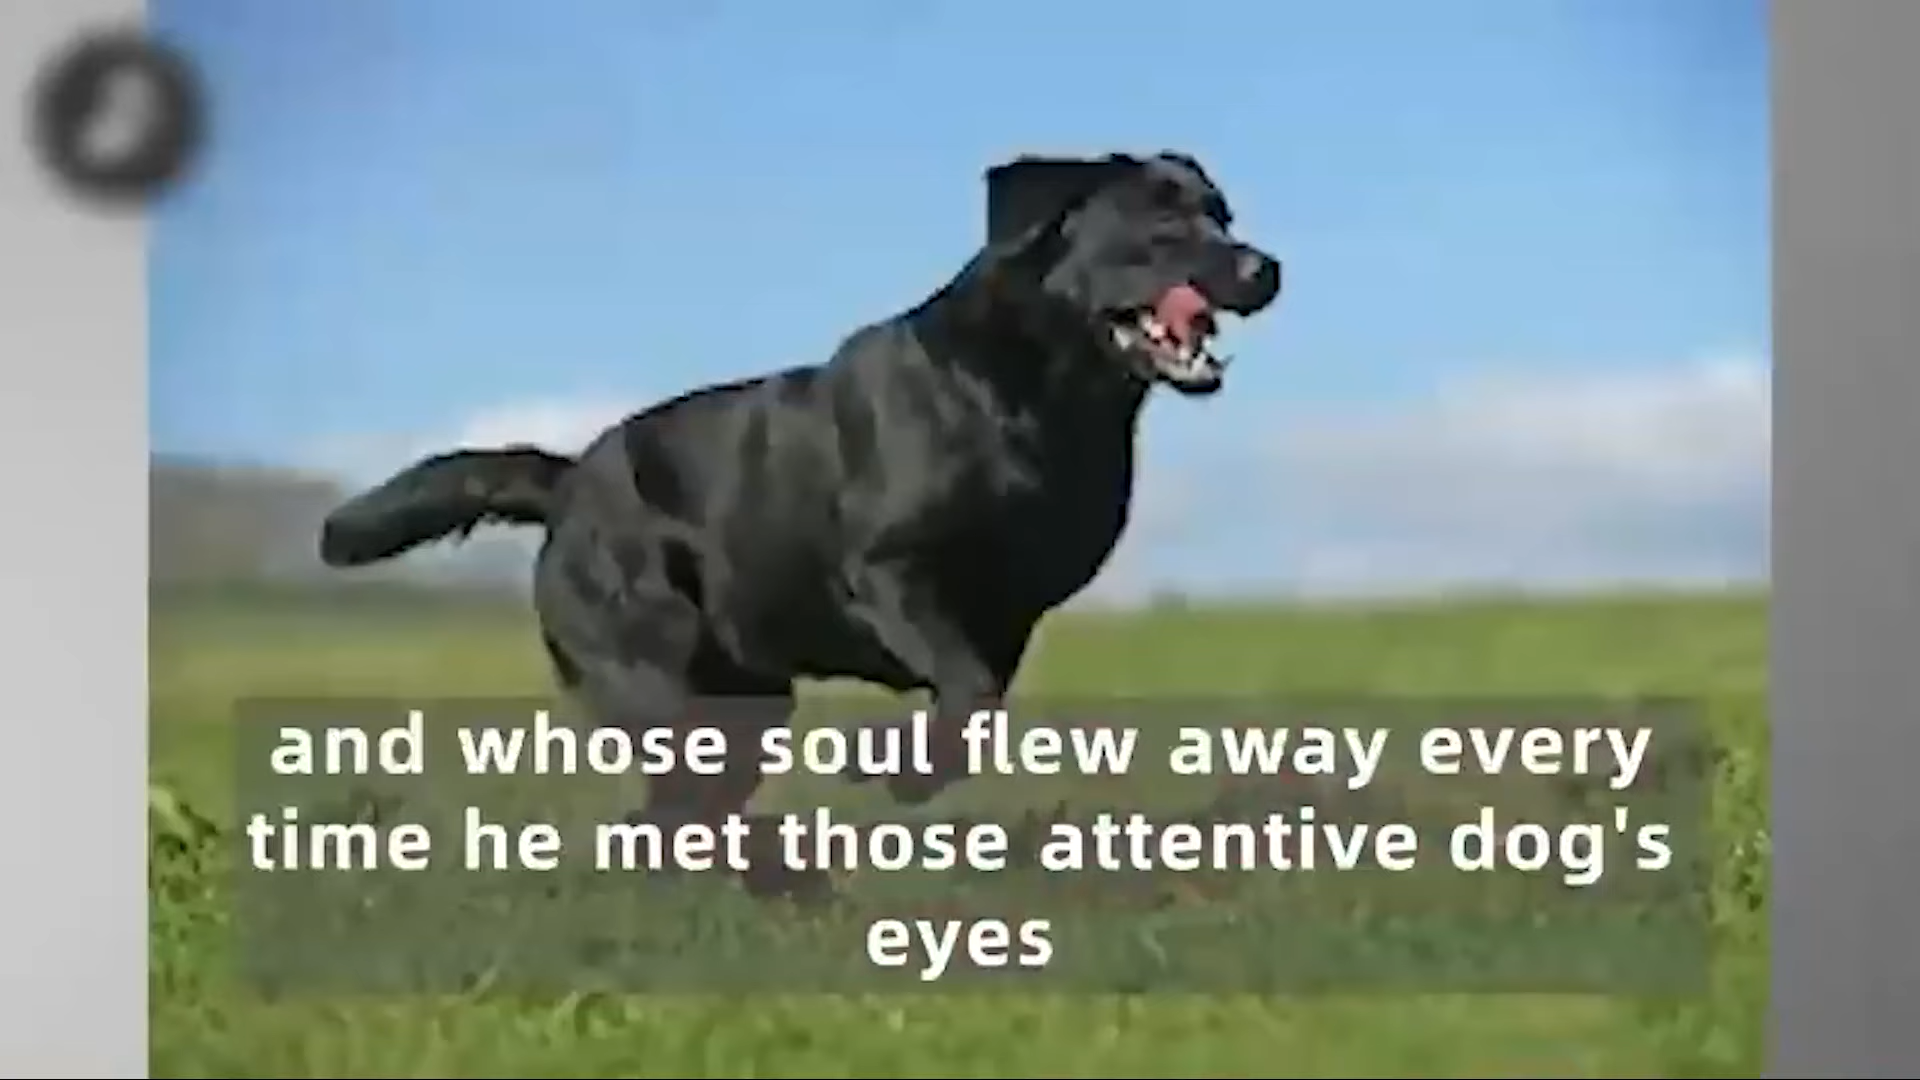 and whose soul flew away every
time he met those attentive dog's
eyes